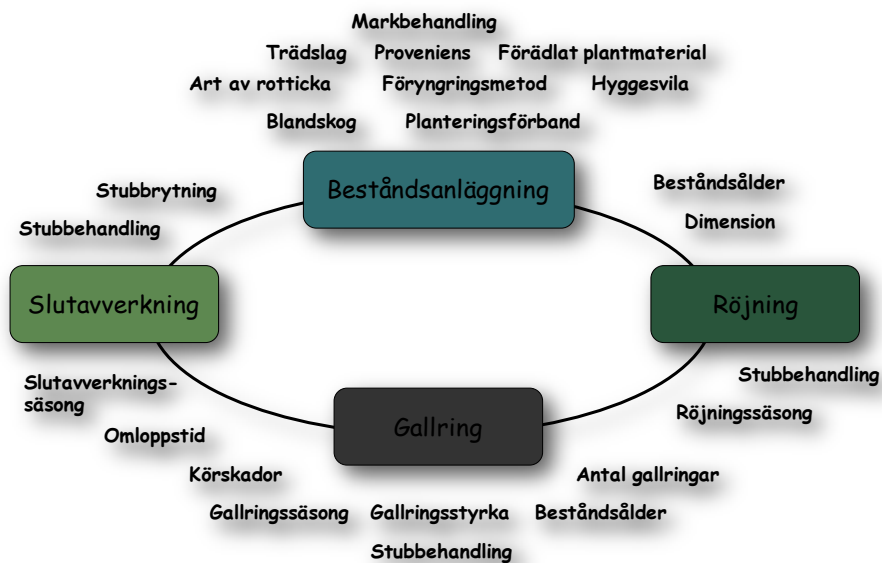 Markbehandling
Trädslag Proveniens Förädlat plantmaterial
Art av rotticka Föryngringsmetod Hyggesvila
Blandskog Planteringsförband
Beståndsanläggning
Stubbrytning
Stubbehandling
Beståndsålder
Dimension
Slutavverkning
Röjning
Slutavverknings-
säsong
Omloppstid
Stubbehandling
Röjningssäsong
Gallring
Körskador
Antal gallringar
Gallringssäsong Gallringsstyrka Beståndsålder
Stubbehandling